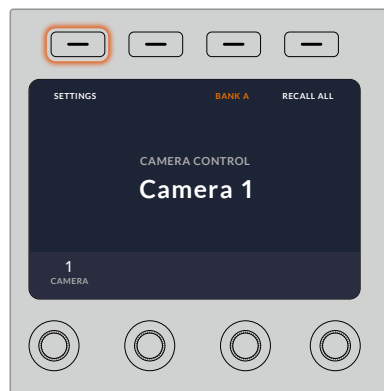 SETTINGS BANK A RECALL ALL
CAMERA CONTROL
Camera 1
1
CAMERA